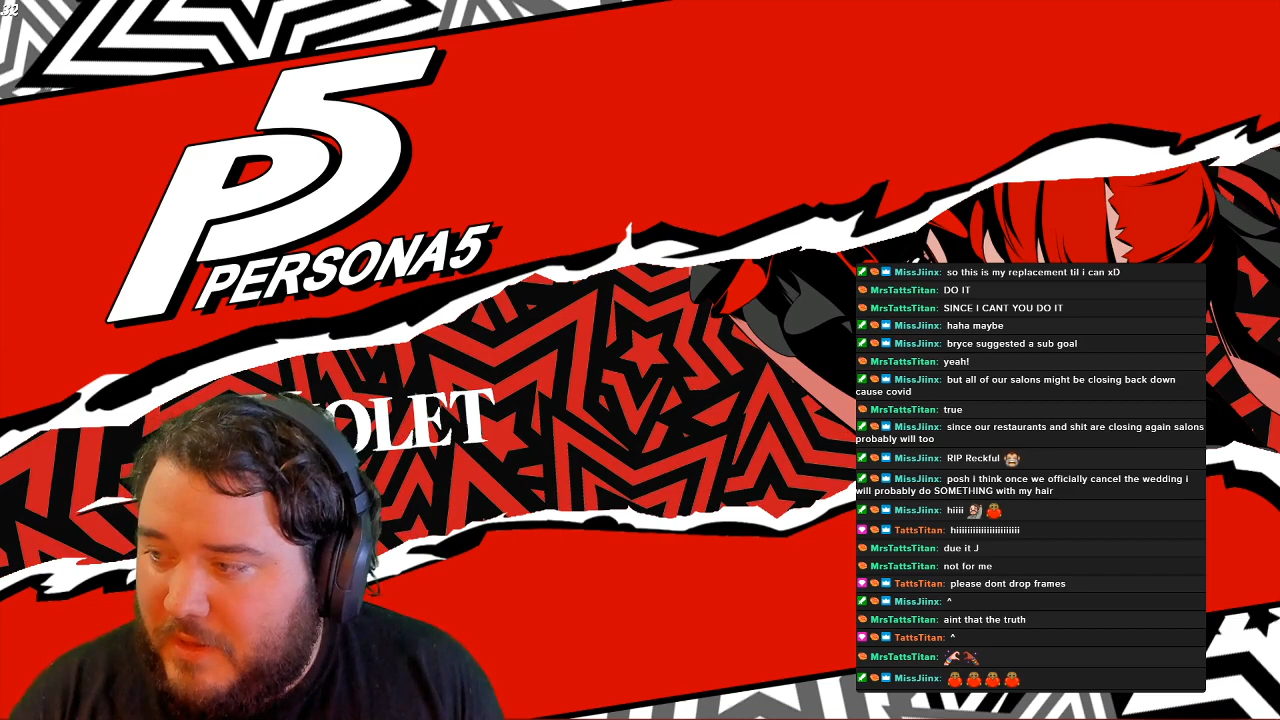 32
P5
PERSONA5
OLET
MissJiinx: so this is my replacement til i can xD
MrsTattsTitan: DO IT
MrsTattsTitan: SINCE I CANT YOU DO IT
MissJiinx: haha maybe
MissJiinx: bryce suggested a sub goal
MrsTattsTitan: yeah!
MissJiinx: but all of our salons might be closing back down
cause covid
MrsTattsTitan: true
MissJiinx: since our restaurants and shit are closing again salons
probably will too
MissJiinx: RIP Reckful
MissJiinx: posh i think once we officially cancel the wedding i
will probably do SOMETHING with my hair
MissJiinx: hiiii
TattsTitan: hiiiiiiiiiiiiiiiiiiiiii
MrsTattsTitan: due it J
MrsTattsTitan: not for me
TattsTitan: please dont drop frames
MissJiinx: ^
MrsTattsTitan: aint that the truth
TattsTitan: ^
MrsTattsTitan:
MissJiinx: